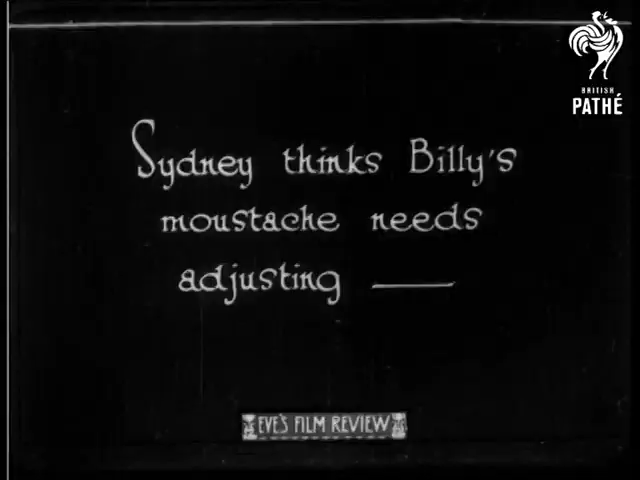 BRITISH
PATHÉ
Sydney thinks Billy's
moustache needs
adjusting ——
EVE'S FILM REVIEW